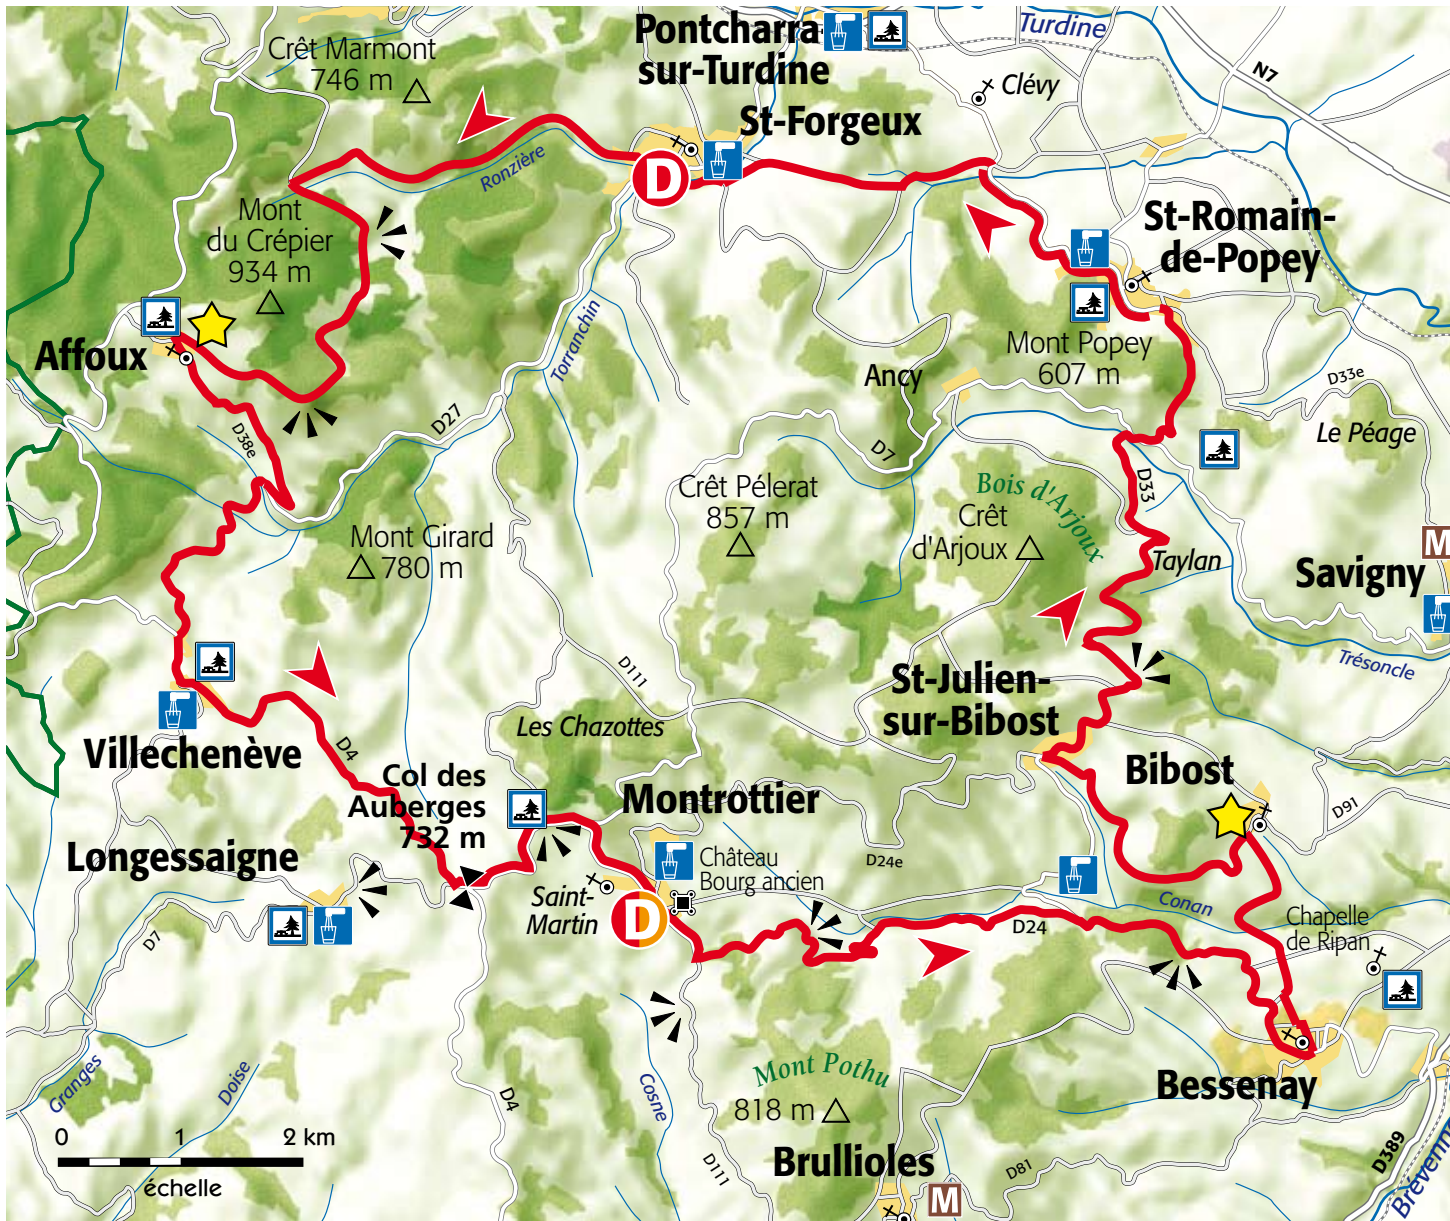 Crêt Marmont
746 m
Pontcharra-
sur-Turdine
St-Forgeux
Turdine
N7
Clévy
Ronzière
D
Mont
du Crépier
934 m
St-Romain-
de-Popey
Affoux
Torranchin
Mont Popey
607 m
Ancy
D33e
Le Péage
D38e
D27
D7
D33
Crêt Pélerat
857 m
Bois d'Arjoux
Crêt
d'Arjoux
Mont Girard
780 m
Taylan
M
Savigny
Trésoncle
D111
St-Julien-
sur-Bibost
Les Chazottes
Villechenève
D4
Col des
Auberges
732 m
Bibost
Montrottier
D91
Longessaigne
D24e
Château
Bourg ancien
Saint-
Martin
D
Conan
D24
Chapelle
de Ripan
D7
Granges
Doise
D4
Cosne
Mont Pothu
818 m
Bessenay
D111
Brullioles
M
D81
D389
Brévenn
0 1 2 km
échelle